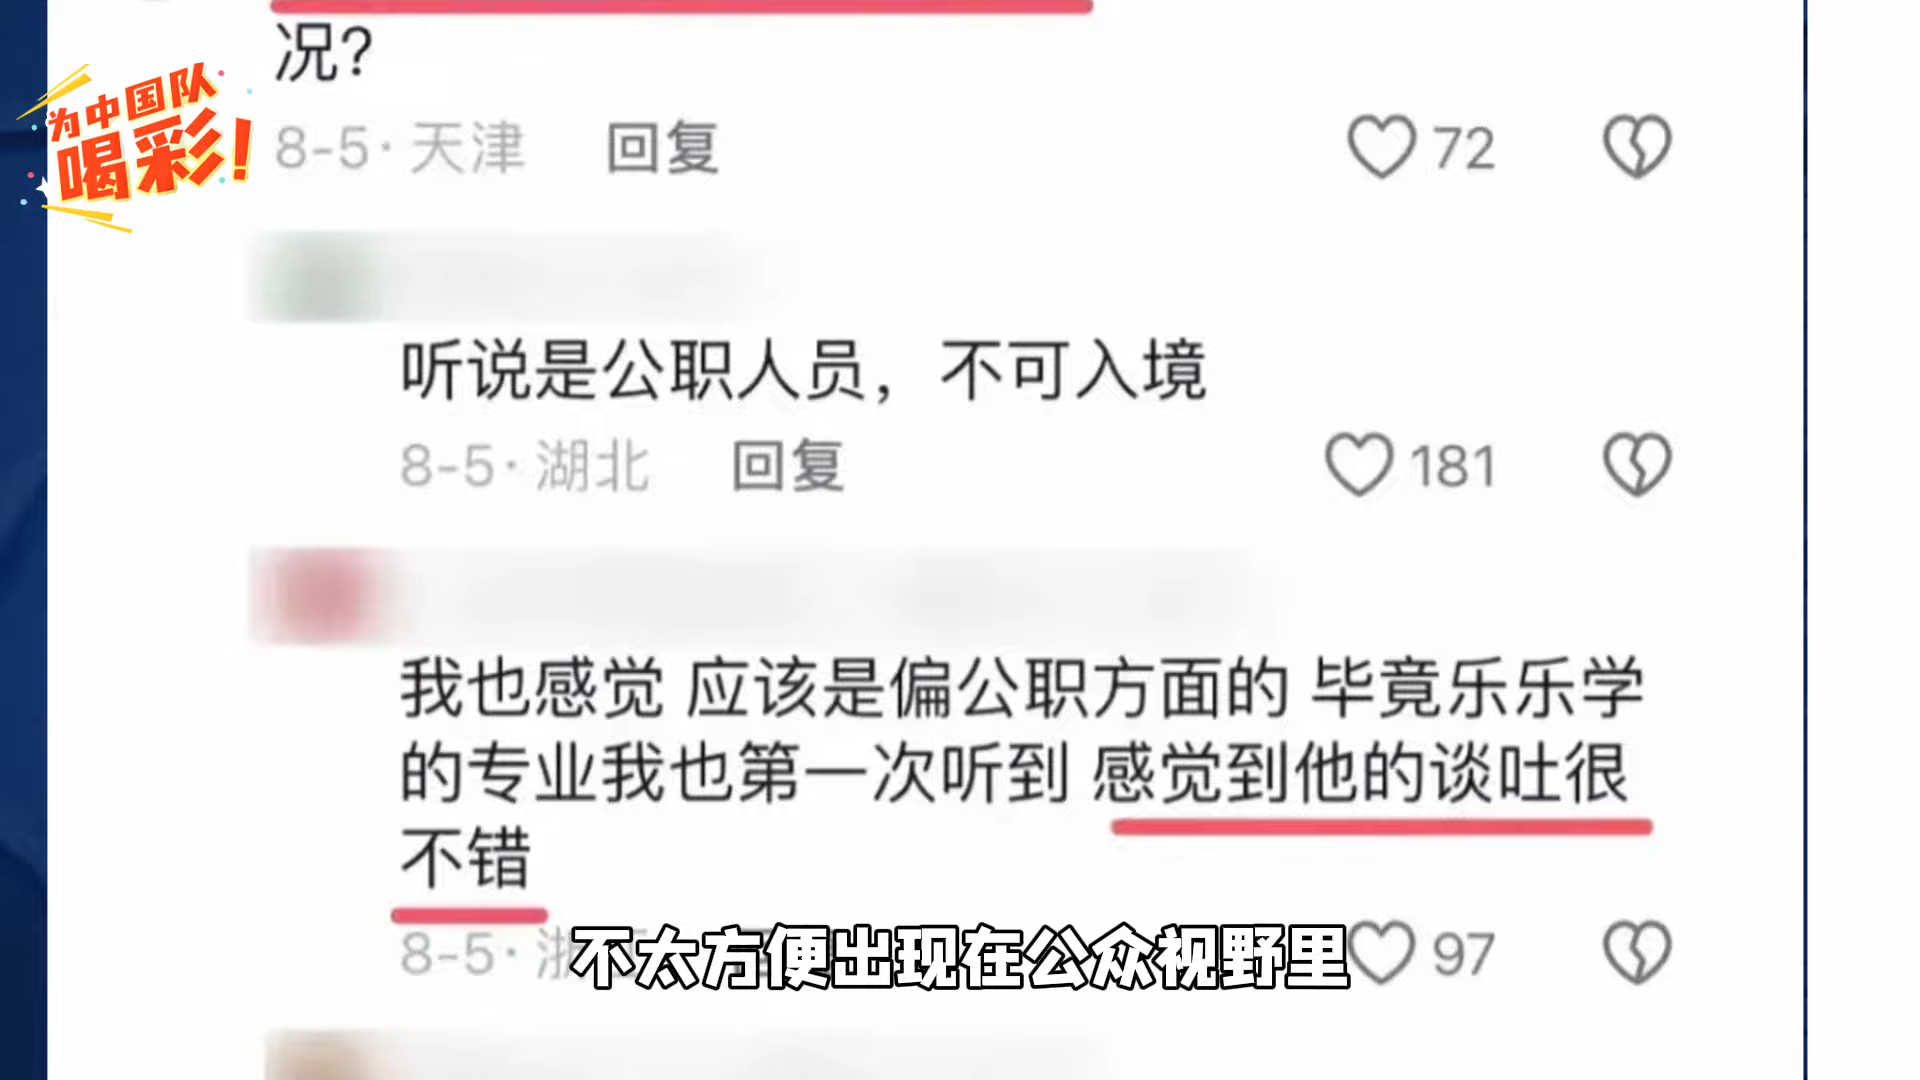 况?
为中国队
喝彩!
8-5·天津 回复 72
听说是公职人员，不可入境
8-5·湖北 回复 181
我也感觉 应该是偏公职方面的 毕竟乐乐学
的专业我也第一次听到 感觉到他的谈吐很
不错
8-5·浙 97
不太方便出现在公众视野里